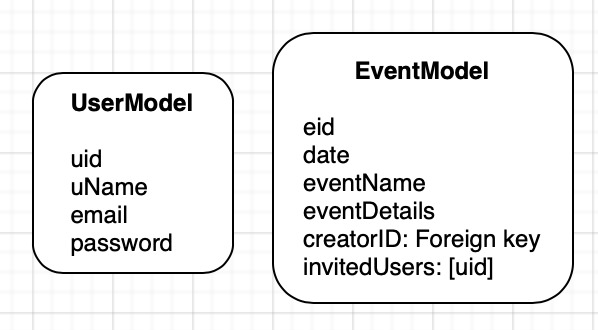 UserModel
uid
uName
email
password
EventModel
eid
date
eventName
eventDetails
creatorID: Foreign key
invitedUsers: [uid]